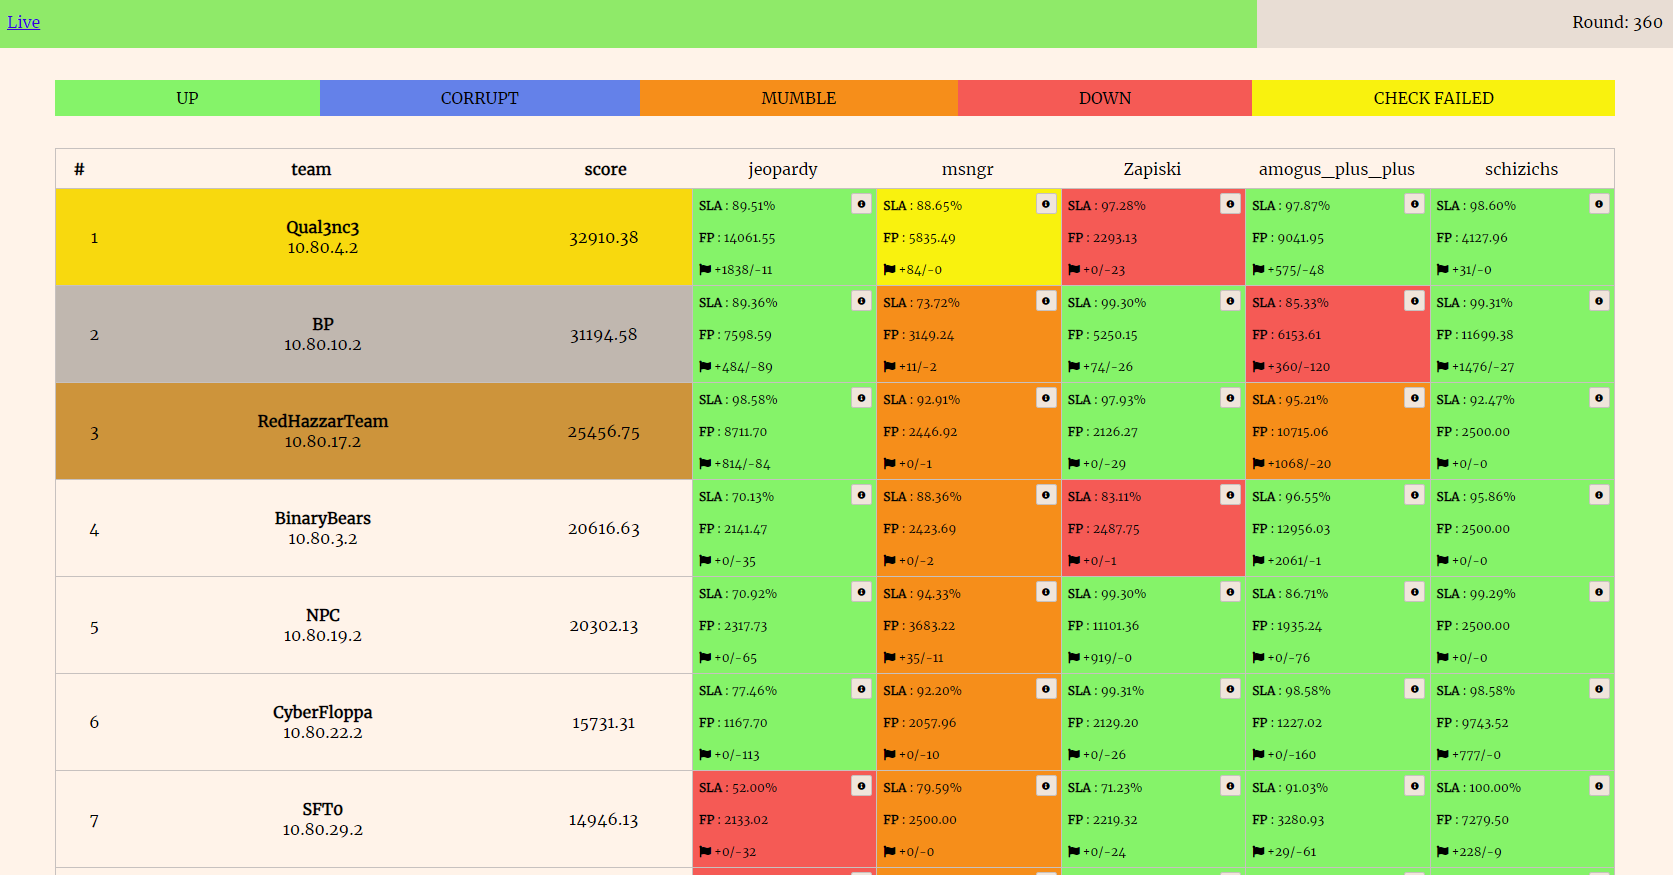 Live Round: 360
UP CORRUPT MUMBLE DOWN CHECK FAILED
# team score jeopardy msngr Zapiski amogus_plus_plus schizichs
1 Qual3nc3 10.80.4.2 32910.38
SLA : 89.51% SLA : 88.65% SLA : 97.28% SLA : 97.87% SLA : 98.60%
FP : 14061.55 FP : 5835.49 FP : 2293.13 FP : 9041.95 FP : 4127.96
+1838/-11 +84/-0 +0/-23 +575/-48 +31/-0
2 BP 10.80.10.2 31194.58
SLA : 89.36% SLA : 73.72% SLA : 99.30% SLA : 85.33% SLA : 99.31%
FP : 7598.59 FP : 3149.24 FP : 5250.15 FP : 6153.61 FP : 11699.38
+484/-89 +11/-2 +74/-26 +360/-120 +1476/-27
3 RedHazzarTeam 10.80.17.2 25456.75
SLA : 98.58% SLA : 92.91% SLA : 97.93% SLA : 95.21% SLA : 92.47%
FP : 8711.70 FP : 2446.92 FP : 2126.27 FP : 10715.06 FP : 2500.00
+814/-84 +0/-1 +0/-29 +1068/-20 +0/-0
4 BinaryBears 10.80.3.2 20616.63
SLA : 70.13% SLA : 88.36% SLA : 83.11% SLA : 96.55% SLA : 95.86%
FP : 2141.47 FP : 2423.69 FP : 2487.75 FP : 12956.03 FP : 2500.00
+0/-35 +0/-2 +0/-1 +2061/-1 +0/-0
5 NPC 10.80.19.2 20302.13
SLA : 70.92% SLA : 94.33% SLA : 99.30% SLA : 86.71% SLA : 99.29%
FP : 2317.73 FP : 3683.22 FP : 11101.36 FP : 1935.24 FP : 2500.00
+0/-65 +35/-11 +919/-0 +0/-76 +0/-0
6 CyberFloppa 10.80.22.2 15731.31
SLA : 77.46% SLA : 92.20% SLA : 99.31% SLA : 98.58% SLA : 98.58%
FP : 1167.70 FP : 2057.96 FP : 2129.20 FP : 1227.02 FP : 9743.52
+0/-113 +0/-10 +0/-26 +0/-160 +777/-0
7 SFT0 10.80.29.2 14946.13
SLA : 52.00% SLA : 79.59% SLA : 71.23% SLA : 91.03% SLA : 100.00%
FP : 2133.02 FP : 2500.00 FP : 2219.32 FP : 3280.93 FP : 7279.50
+0/-32 +0/-0 +0/-24 +29/-61 +228/-9